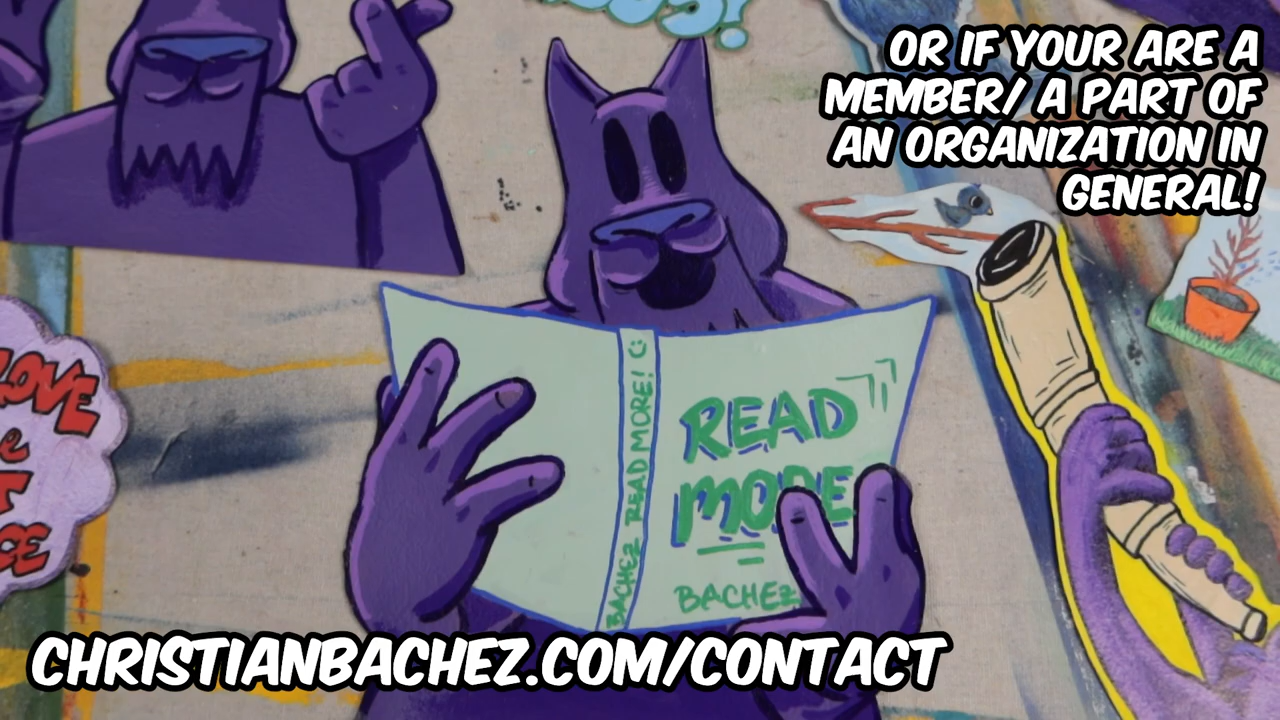 OR IF YOUR ARE A
MEMBER/ A PART OF
AN ORGANIZATION IN
GENERAL!
LOVE
BACHEZ READ MORE! :)
READ
MORE
BACHEZ
CHRISTIANBACHEZ.COM/CONTACT